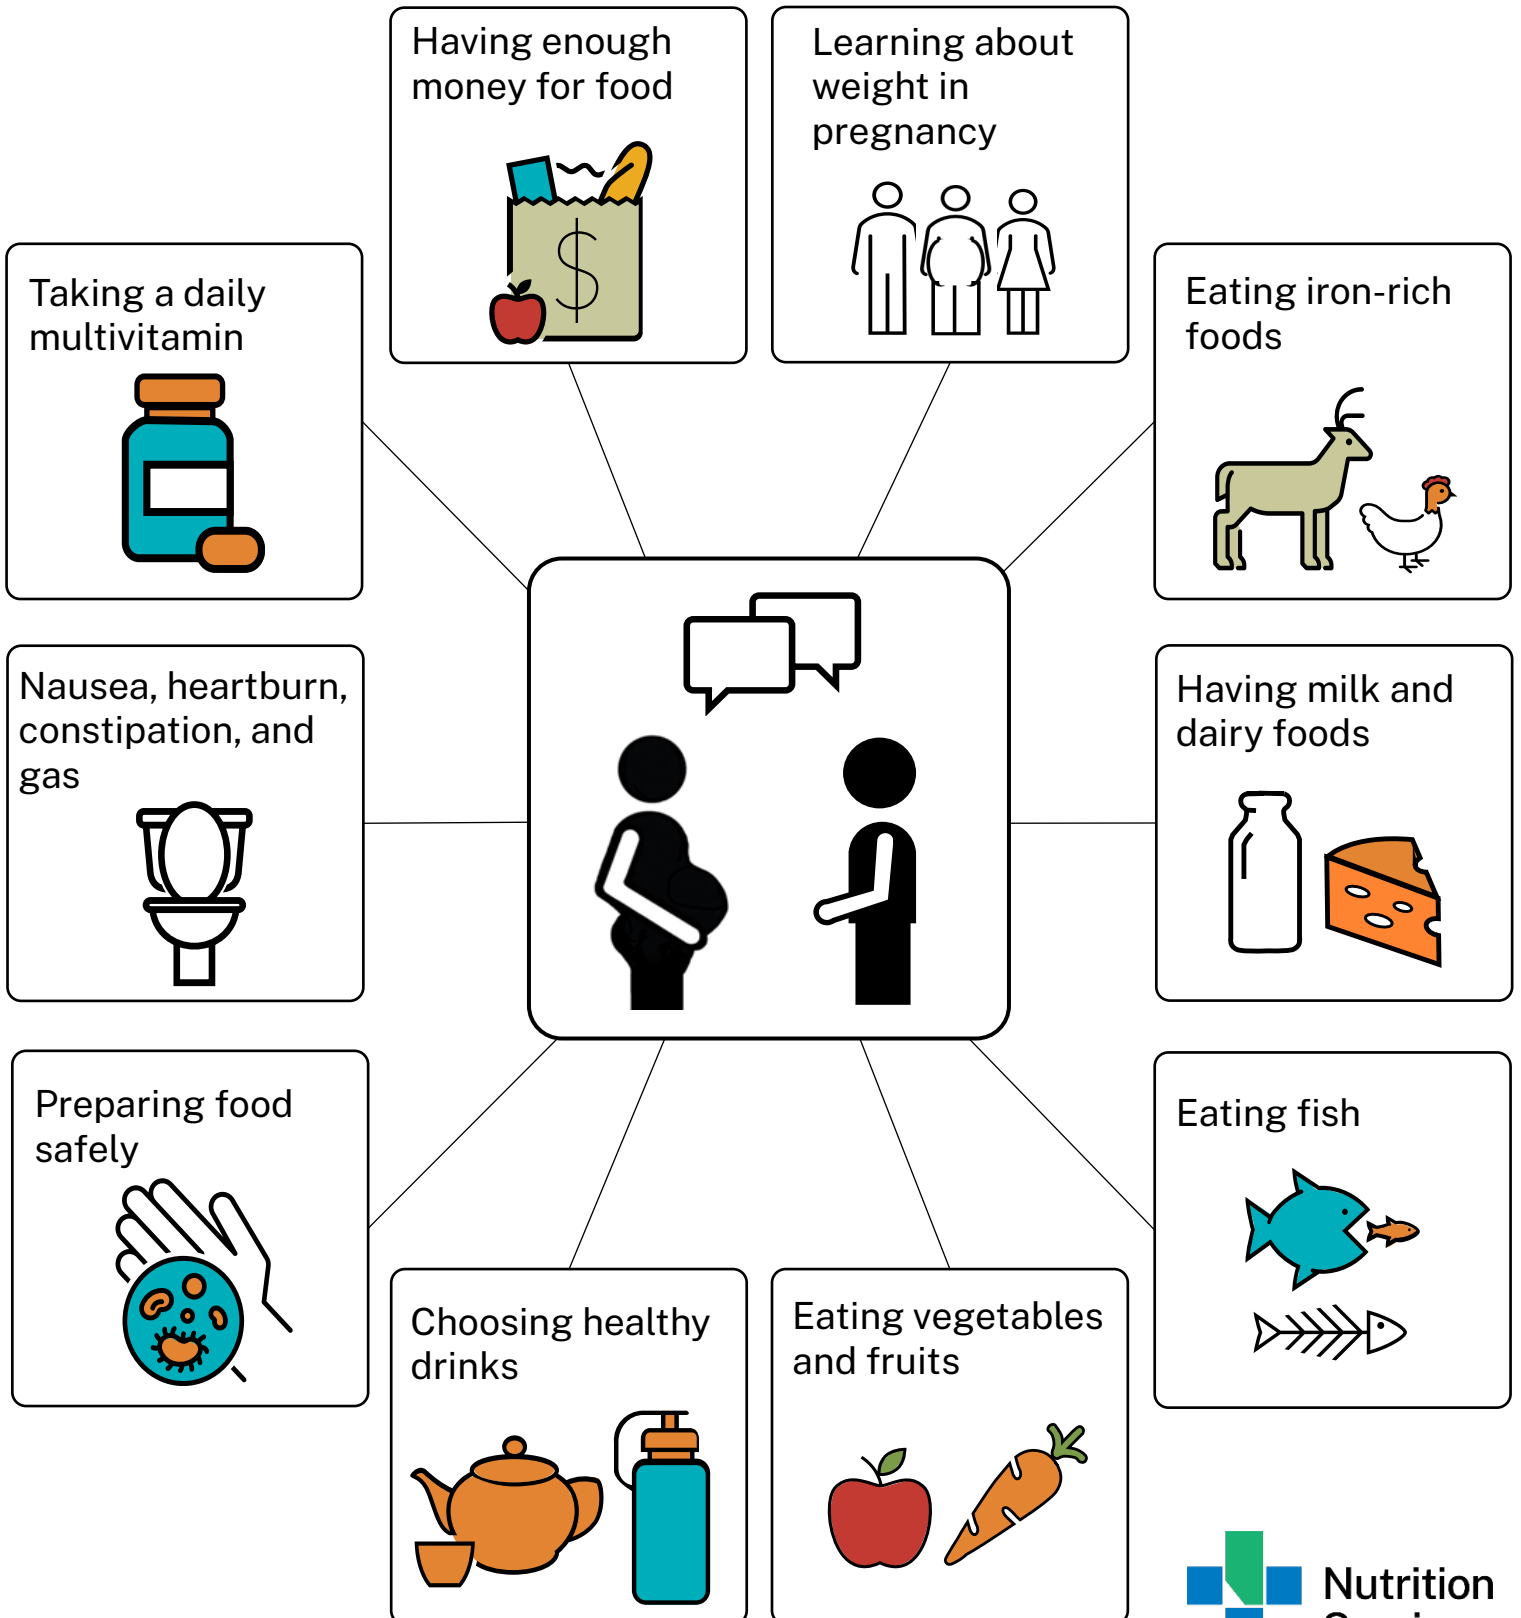 Having enough
money for food
$
Learning about
weight in
pregnancy
Taking a daily
multivitamin
Eating iron-rich
foods
Nausea, heartburn,
constipation, and
gas
Having milk and
dairy foods
Preparing food
safely
Eating fish
Choosing healthy
drinks
Eating vegetables
and fruits
Nutrition